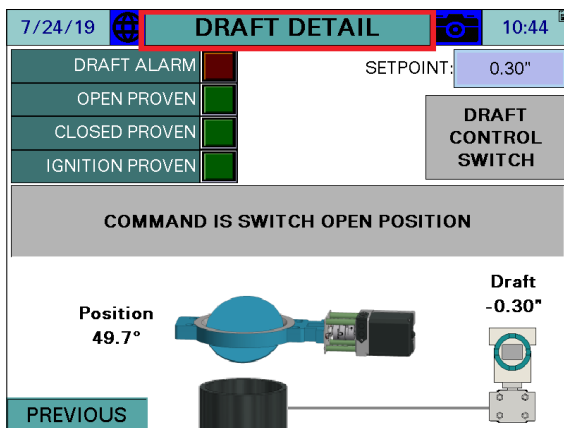 7/24/19
DRAFT DETAIL
10:44
DRAFT ALARM
SETPOINT:
0.30"
OPEN PROVEN
CLOSED PROVEN
IGNITION PROVEN
DRAFT
CONTROL
SWITCH
COMMAND IS SWITCH OPEN POSITION
Position
49.7°
Draft
-0.30"
PREVIOUS